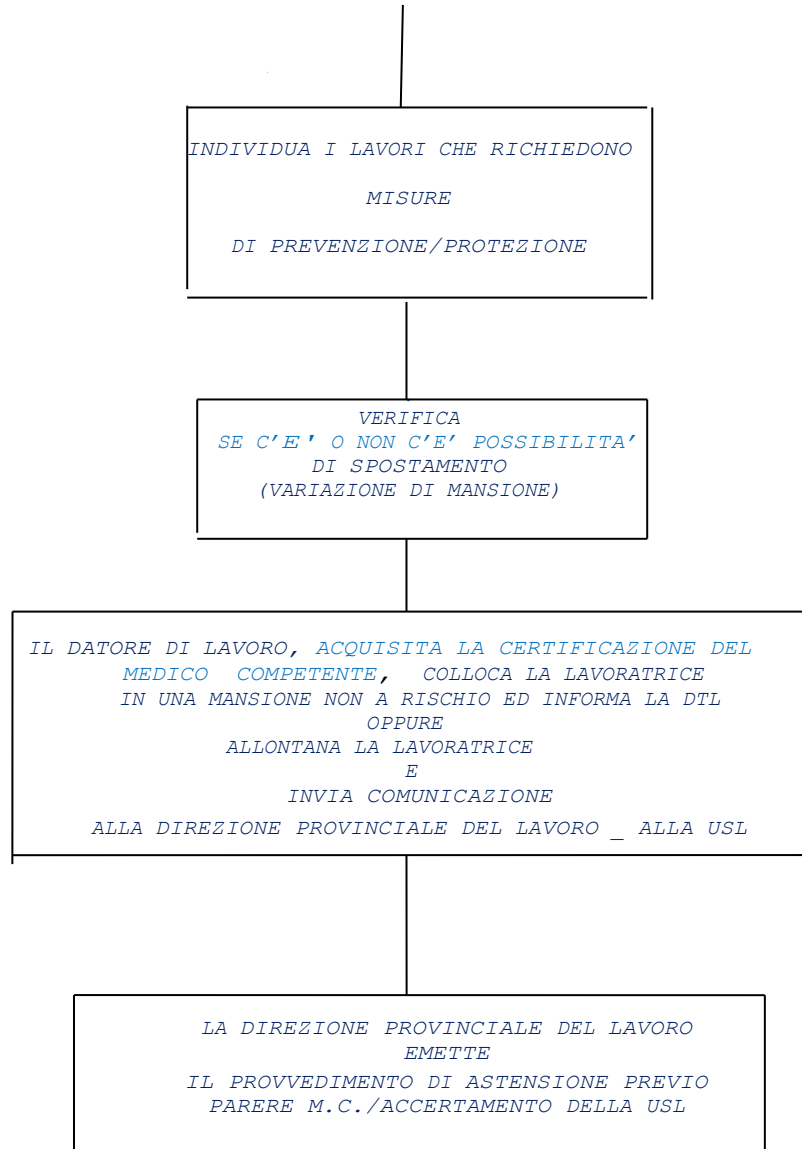 INDIVIDUA I LAVORI CHE RICHIEDONO
MISURE
DI PREVENZIONE/PROTEZIONE
VERIFICA
SE C’E' O NON C’E’ POSSIBILITA’
DI SPOSTAMENTO
(VARIAZIONE DI MANSIONE)
IL DATORE DI LAVORO, ACQUISITA LA CERTIFICAZIONE DEL
MEDICO COMPETENTE, COLLOCA LA LAVORATRICE
IN UNA MANSIONE NON A RISCHIO ED INFORMA LA DTL
OPPURE
ALLONTANA LA LAVORATRICE
E
INVIA COMUNICAZIONE
ALLA DIREZIONE PROVINCIALE DEL LAVORO _ ALLA USL
LA DIREZIONE PROVINCIALE DEL LAVORO
EMETTE
IL PROVVEDIMENTO DI ASTENSIONE PREVIO
PARERE M.C./ACCERTAMENTO DELLA USL